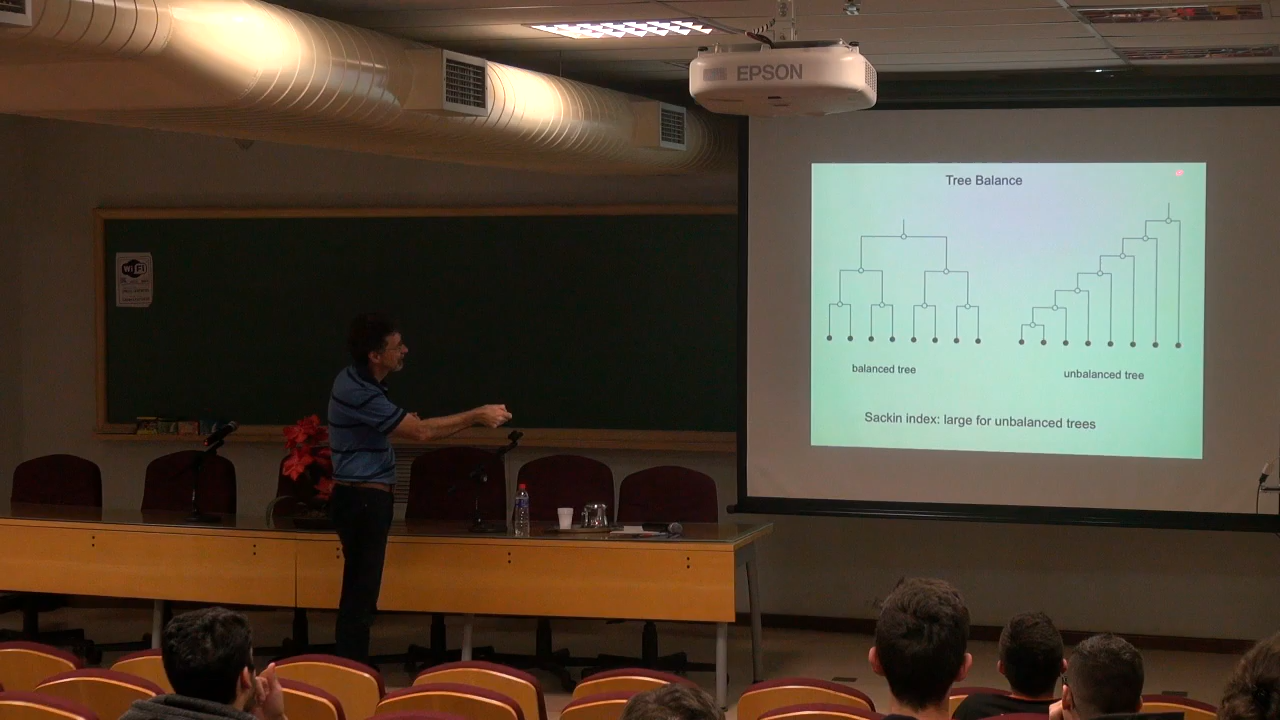 EPSON
WiFi
Tree Balance
balanced tree
unbalanced tree
Sackin index: large for unbalanced trees